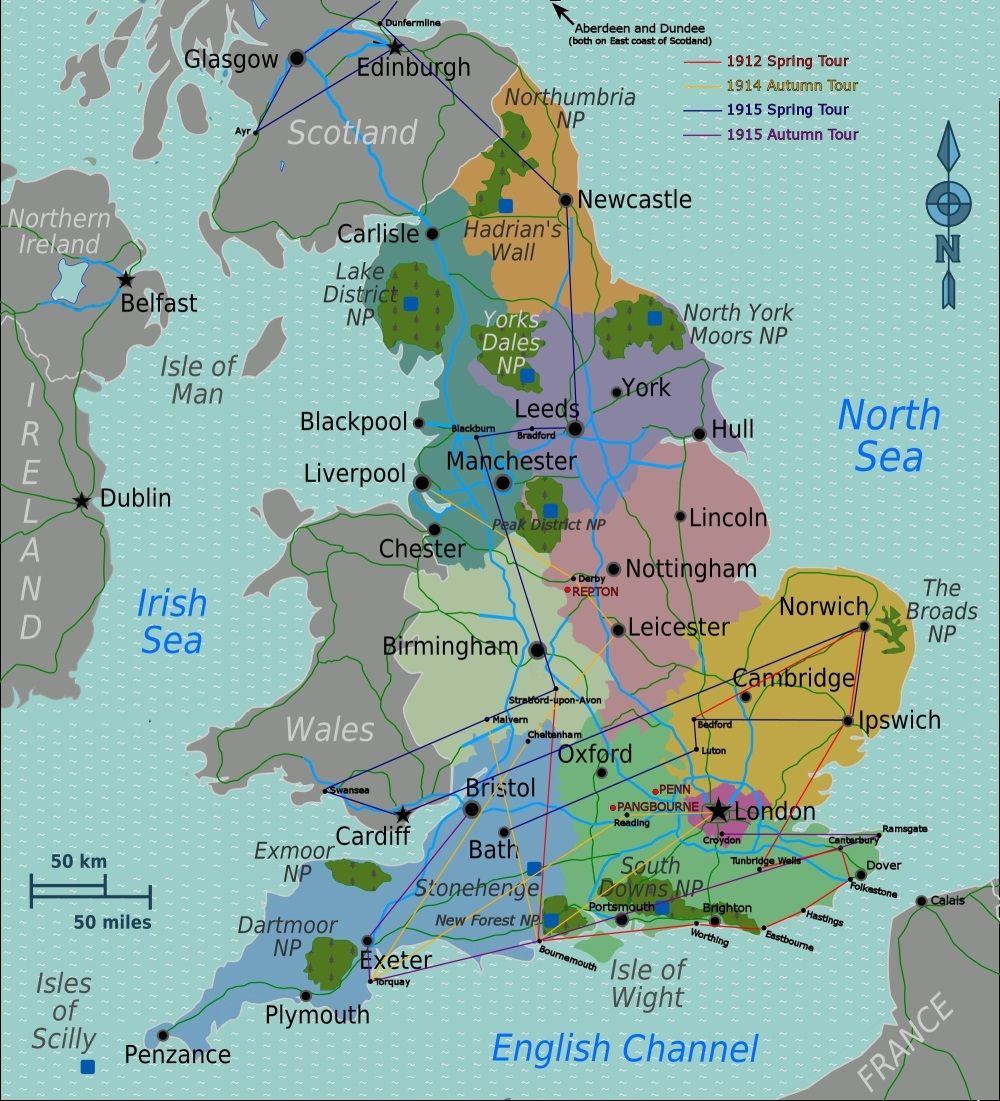 Dunfermline
Aberdeen and Dundee
(both on East coast of Scotland)
Glasgow
Edinburgh
1912 Spring Tour
1914 Autumn Tour
1915 Spring Tour
1915 Autumn Tour
Northumbria
NP
Ayr
Scotland
Newcastle
Northern
Ireland
Carlisle
Hadrian's
Wall
N
Belfast
Lake
District
NP
Yorks
Dales
NP
North York
Moors NP
Isle of
Man
York
Leeds
Blackpool
Blackburn
Bradford
Hull
North
Sea
IRELAND
Liverpool
Manchester
Dublin
Peak District NP
Lincoln
Chester
Derby
Nottingham
REPTON
Irish
Sea
Norwich
The
Broads
NP
Birmingham
Leicester
Cambridge
Stratford-upon-Avon
Malvern
Bedford
Ipswich
Wales
Cheltenham
Oxford
Luton
Swansea
Bristol
PENN
PANGBOURNE
London
Reading
Cardiff
Bath
Croydon
Ramsgate
Canterbury
50 km
50 miles
Exmoor
NP
Tunbridge Wells
Dover
Stonehenge
South
Downs NP
Folkestone
New Forest NP
Portsmouth
Brighton
Hastings
Calais
Dartmoor
NP
Worthing
Eastbourne
Exeter
Bournemouth
Torquay
Isle of
Wight
Isles
of
Scilly
Plymouth
Penzance
English Channel
FRANCE